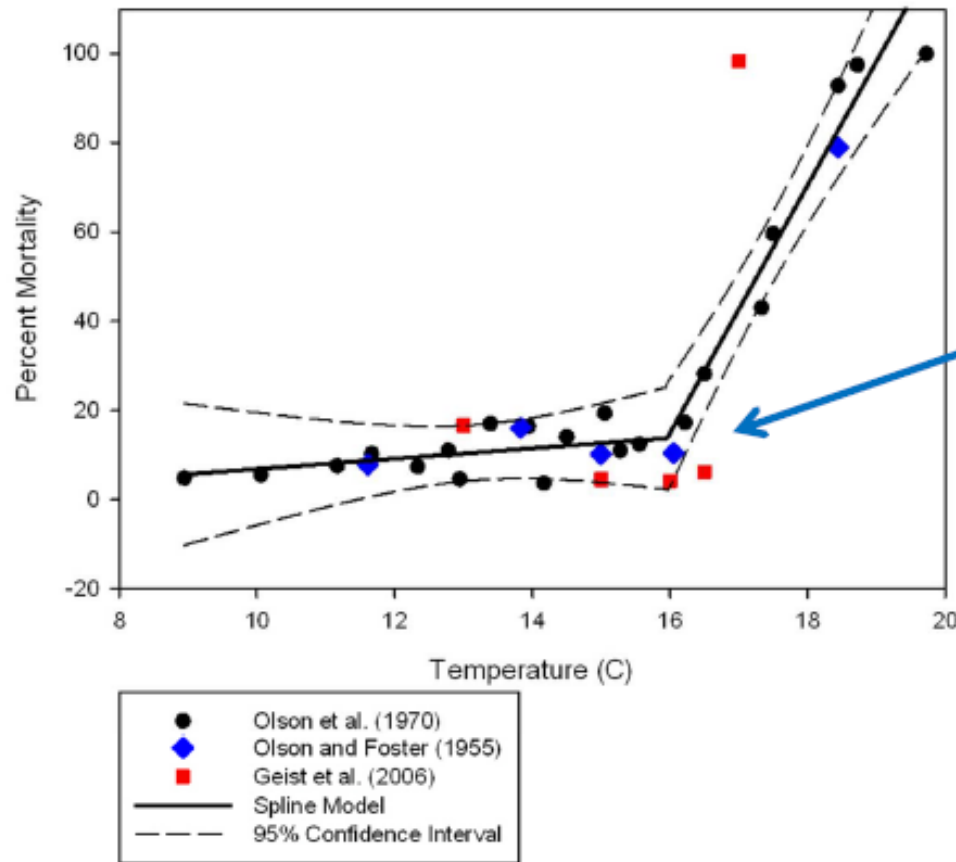 100
80
60
40
20
0
-20
Percent Mortality
8 10 12 14 16 18 20
Temperature (C)
Olson et al. (1970)
Olson and Foster (1955)
Geist et al. (2006)
Spline Model
95% Confidence Interval